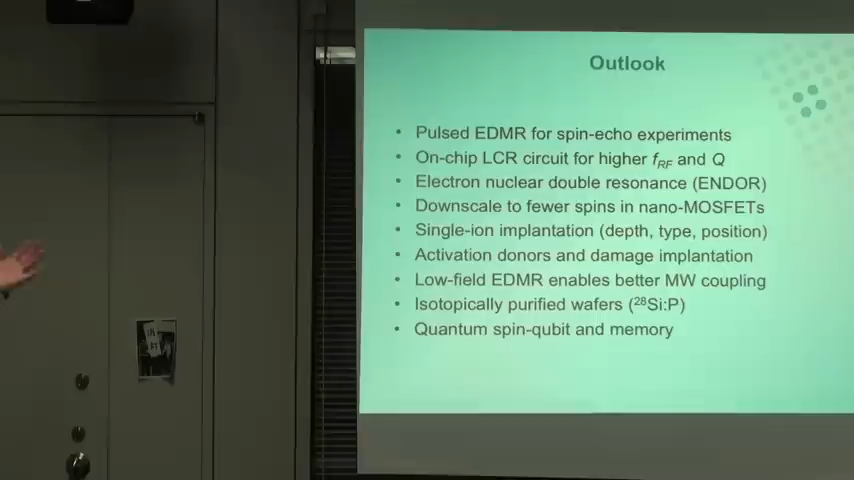 Outlook
• Pulsed EDMR for spin-echo experiments
• On-chip LCR circuit for higher f_RF and Q
• Electron nuclear double resonance (ENDOR)
• Downscale to fewer spins in nano-MOSFETs
• Single-ion implantation (depth, type, position)
• Activation donors and damage implantation
• Low-field EDMR enables better MW coupling
• Isotopically purified wafers (²⁸Si:P)
• Quantum spin-qubit and memory